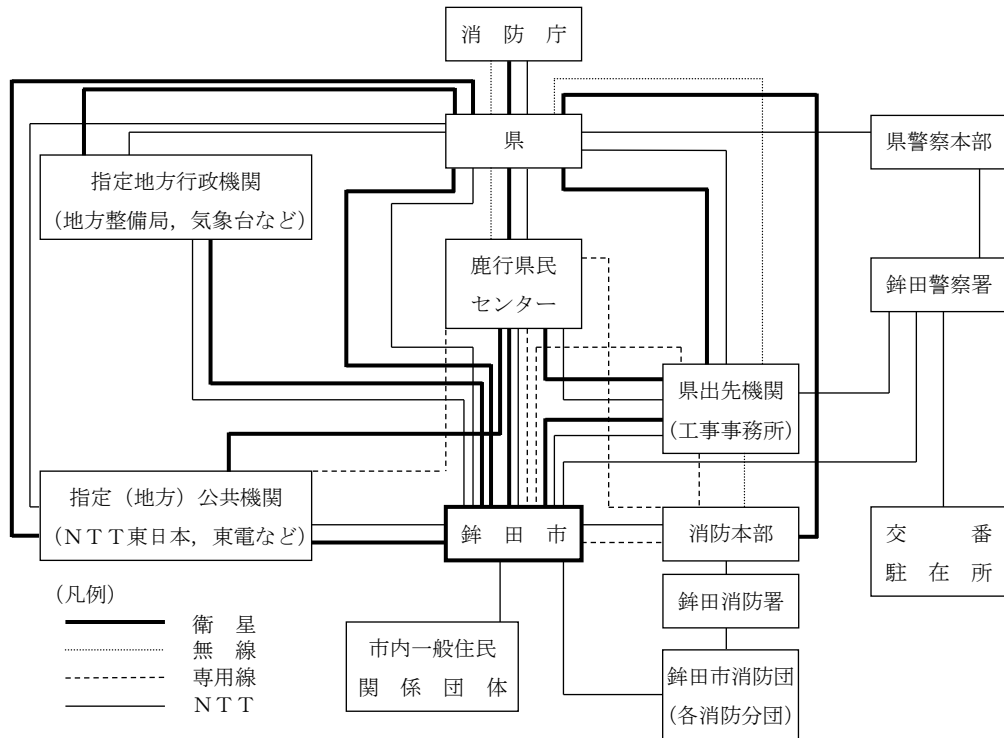 消　防　庁
県
県警察本部
指定地方行政機関
（地方整備局，気象台など）
鹿行県民
センター
鉾田警察署
県出先機関
（工事事務所）
指定（地方）公共機関
（ＮＴＴ東日本，東電など）
鉾　田　市
消防本部
交　　　番
駐　在　所
鉾田消防署
市内一般住民
関　係　団　体
鉾田市消防団
（各消防分団）
（凡例）
衛　星
無　線
専用線
ＮＴＴ